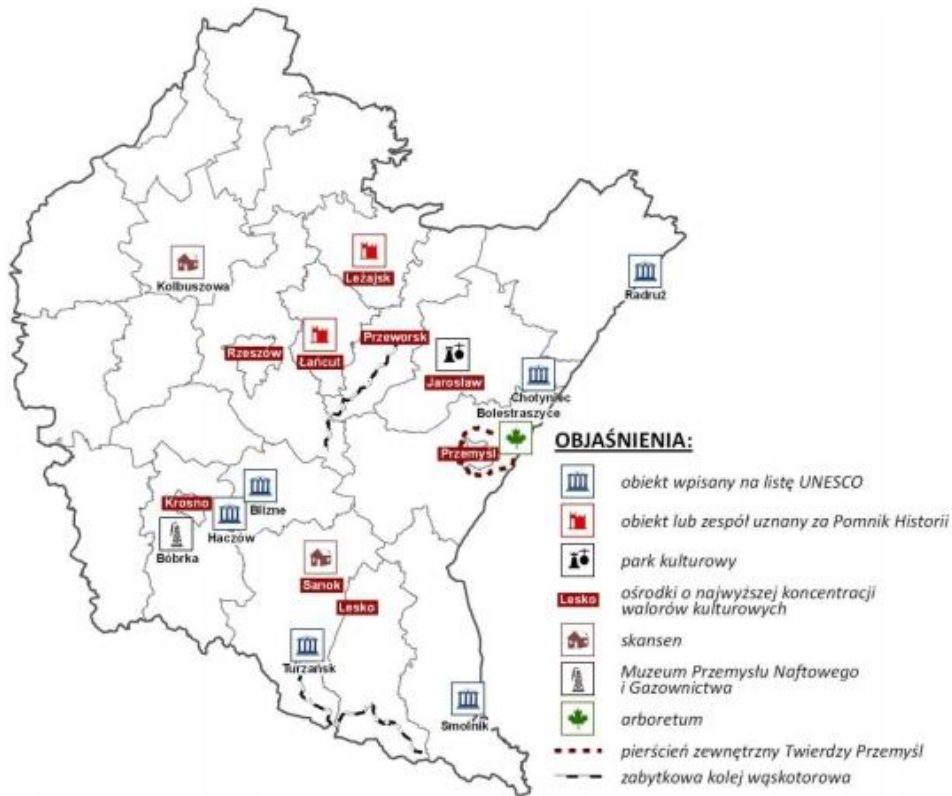 Leżajsk
Kolbuszowa
Radruż
Przeworsk
Rzeszów
Łańcut
Jarosław
Chotyniec
Bolestraszyce
Przemyśl
Krosno
Blizne
Haczów
Bóbrka
Sanok
Lesko
Turzańsk
Smolnik
OBJAŚNIENIA:
obiekt wpisany na listę UNESCO
obiekt lub zespół uznany za Pomnik Historii
park kulturowy
Lesko ośrodki o najwyższej koncentracji
walorów kulturowych
skansen
Muzeum Przemysłu Naftowego
i Gazownictwa
arboretum
pierścień zewnętrzny Twierdzy Przemyśl
zabytkowa kolej wąskotorowa